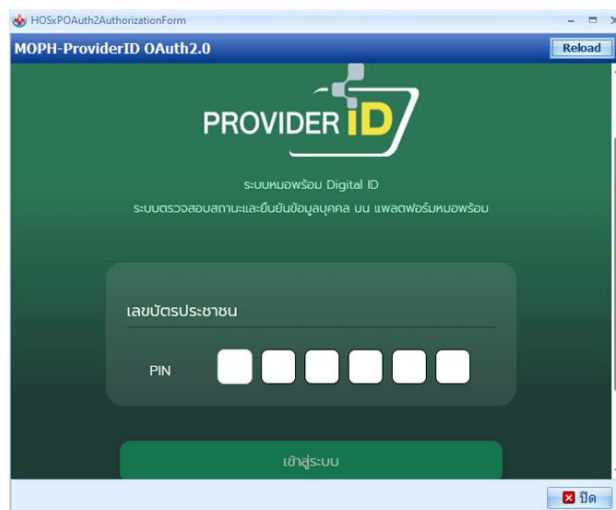 HOSxPOAuth2AuthorizationForm
MOPH-ProviderID OAuth2.0
Reload
PROVIDER iD
ระบบหมอพร้อม Digital ID
ระบบตรวจสอบสถานะและยืนยันข้อมูลบุคคล บน แพลตฟอร์มหมอพร้อม
เลขบัตรประชาชน
PIN
เข้าสู่ระบบ
ปิด